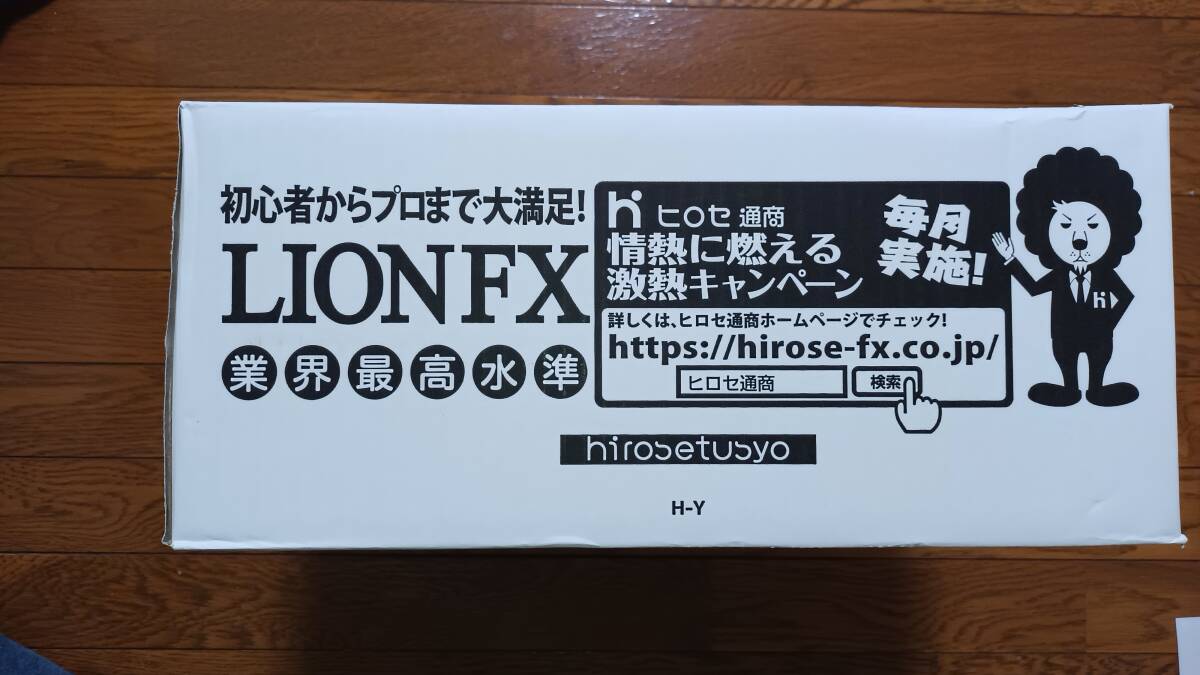 初心者からプロまで大満足!
LION FX
業界最高水準
hi ヒロセ通商
情熱に燃える
激熱キャンペーン
毎月
実施!
詳しくは、ヒロセ通商ホームページでチェック!
https://hirose-fx.co.jp/
ヒロセ通商
検索
hi
hirosetusyo
H-Y